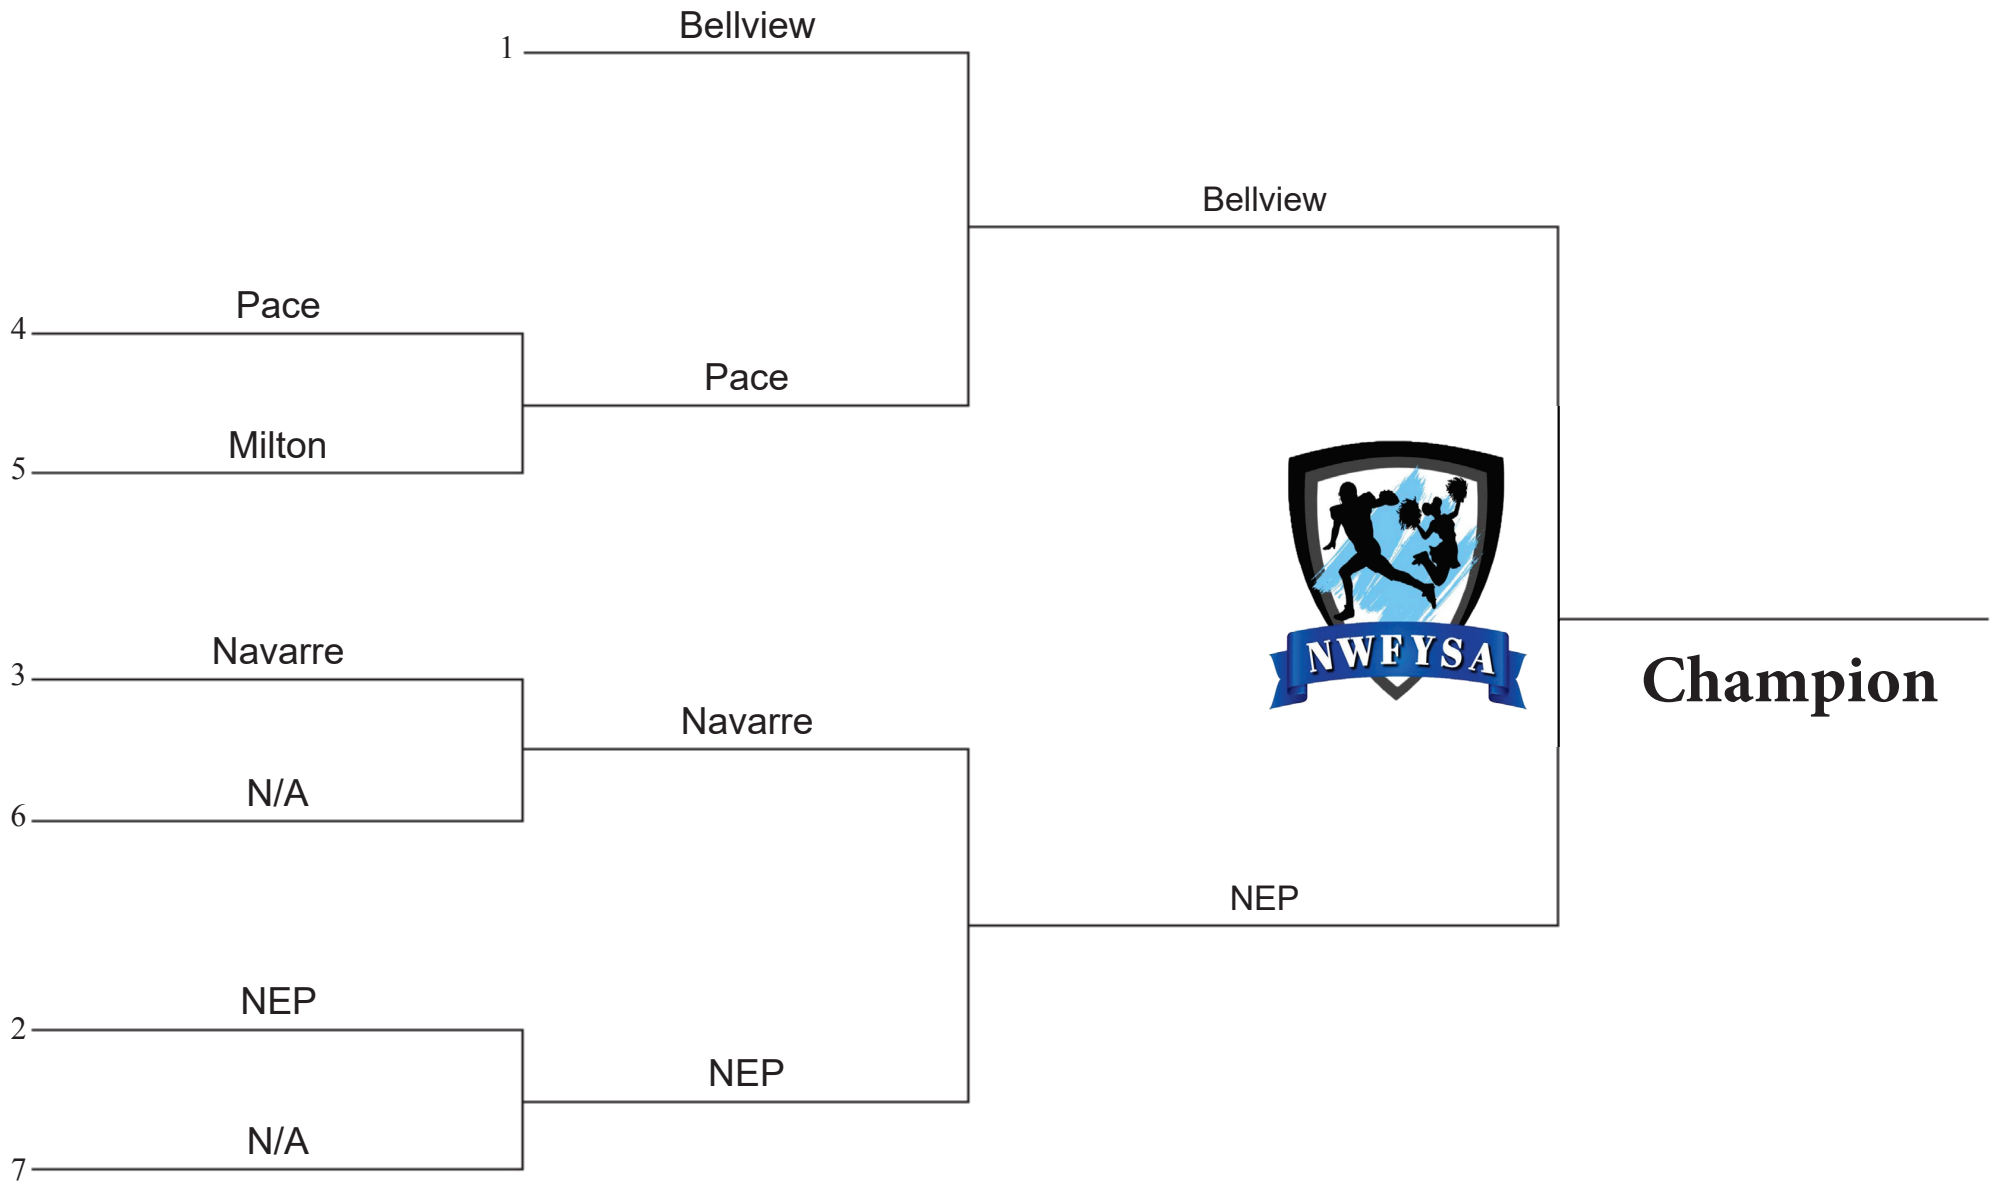 Bellview
1
Bellview
Pace
4
Pace
Milton
5
Navarre
3
Navarre
N/A
6
NWFYSA
Champion
NEP
NEP
2
NEP
N/A
7